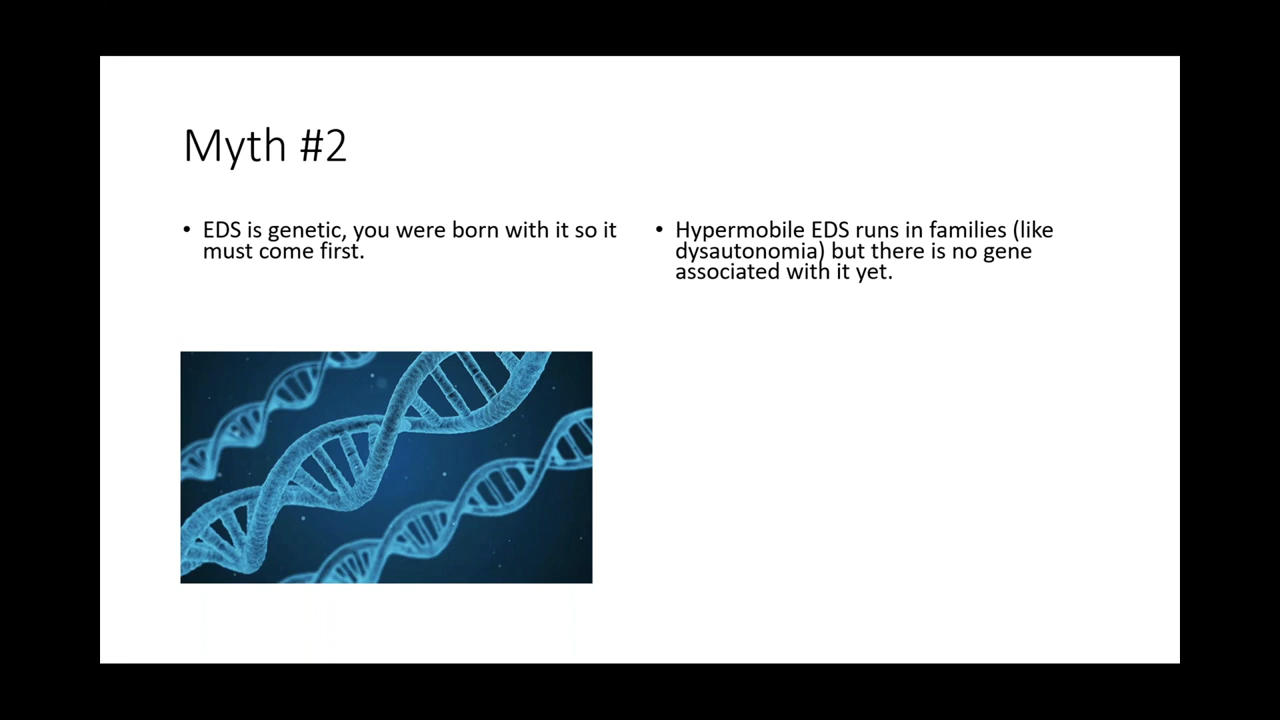 Myth #2
• EDS is genetic, you were born with it so it
must come first.
• Hypermobile EDS runs in families (like
dysautonomia) but there is no gene
associated with it yet.